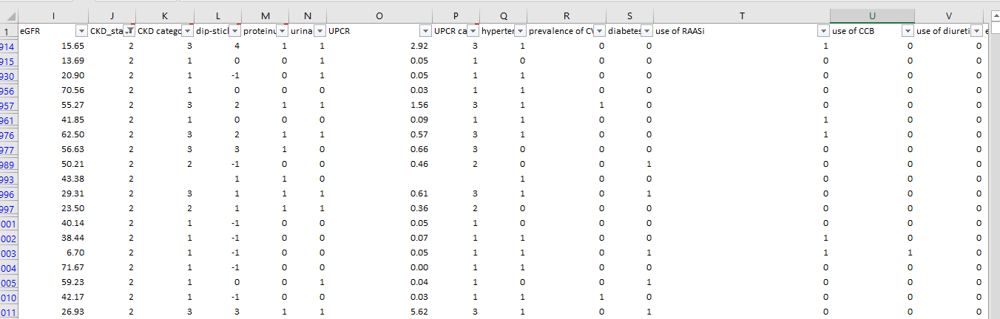 I J K L M N O P Q R S T U V
1 eGFR CKD_sta CKD catego dip-stick proteinu urina UPCR UPCR ca hyperter prevalence of CV diabetes use of RAASi use of CCB use of diureti e
914 15.65 2 3 4 1 1 2.92 3 1 0 0 1 0 0
915 13.69 2 1 0 0 1 0.05 1 0 0 0 0 0 0
930 20.90 2 1 -1 0 0 0.05 1 1 0 0 0 0 0
956 70.56 2 1 0 0 0 0.03 1 1 0 0 0 0 0
957 55.27 2 3 2 1 1 1.56 3 1 1 0 0 0 0
961 41.85 2 1 0 0 0 0.09 1 1 0 0 1 0 0
976 62.50 2 3 2 1 1 0.57 3 1 0 0 1 0 0
977 56.63 2 3 3 1 0 0.66 3 0 0 0 0 0 0
989 50.21 2 2 -1 0 0 0.46 2 0 0 1 0 0 0
993 43.38 2 1 1 0 1 0 0 0 0 0
996 29.31 2 3 1 1 1 0.61 3 1 0 1 0 0 0
997 23.50 2 2 1 1 1 0.36 2 0 0 0 0 0 0
001 40.14 2 1 -1 0 0 0.05 1 0 0 0 0 0 0
002 38.44 2 1 -1 0 0 0.07 1 1 0 0 1 0 0
003 6.70 2 1 -1 0 0 0.05 1 1 0 1 1 1 0
004 71.67 2 1 -1 0 0 0.00 1 1 0 0 0 0 0
005 59.23 2 1 0 0 1 0.04 1 0 0 1 0 0 0
010 42.17 2 1 -1 0 0 0.03 1 1 1 0 0 0 0
011 26.93 2 3 3 1 1 5.62 3 1 0 1 0 0 0